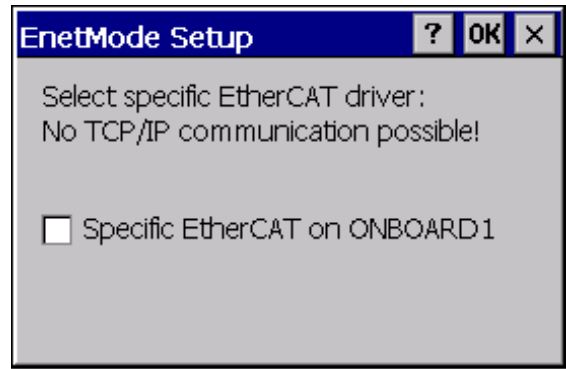 EnetMode Setup ? OK ×
Select specific EtherCAT driver:
No TCP/IP communication possible!
Specific EtherCAT on ONBOARD1